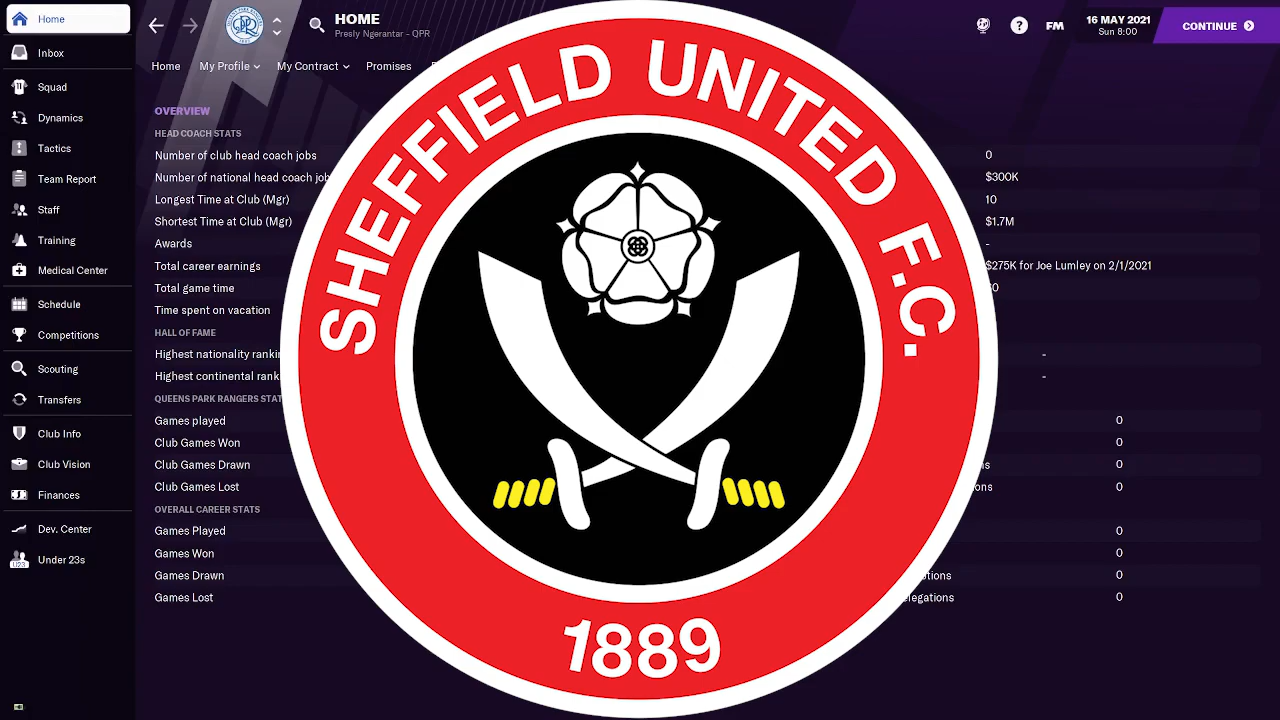 Home
HOME
Presly Ngerantar - QPR
FM
16 MAY 2021
Sun 8:00
CONTINUE
Home
My Profile
My Contract
Promises
Inbox
Squad
Dynamics
Tactics
Team Report
Staff
Training
Medical Center
Schedule
Competitions
Scouting
Transfers
Club Info
Club Vision
Finances
Dev. Center
Under 23s
OVERVIEW
HEAD COACH STATS
Number of club head coach jobs
Number of national head coach job
Longest Time at Club (Mgr)
Shortest Time at Club (Mgr)
Awards
Total career earnings
Total game time
Time spent on vacation
HALL OF FAME
Highest nationality rankin
Highest continental rank
QUEENS PARK RANGERS STAT
Games played
Club Games Won
Club Games Drawn
Club Games Lost
OVERALL CAREER STATS
Games Played
Games Won
Games Drawn
Games Lost
SHEFFIELD UNITED F.C.
1889
0
$300K
10
$1.7M
-
$275K for Joe Lumley on 2/1/2021
$0
-
-
0
0
ns 0
ons 0
0
0
tions 0
elegations 0